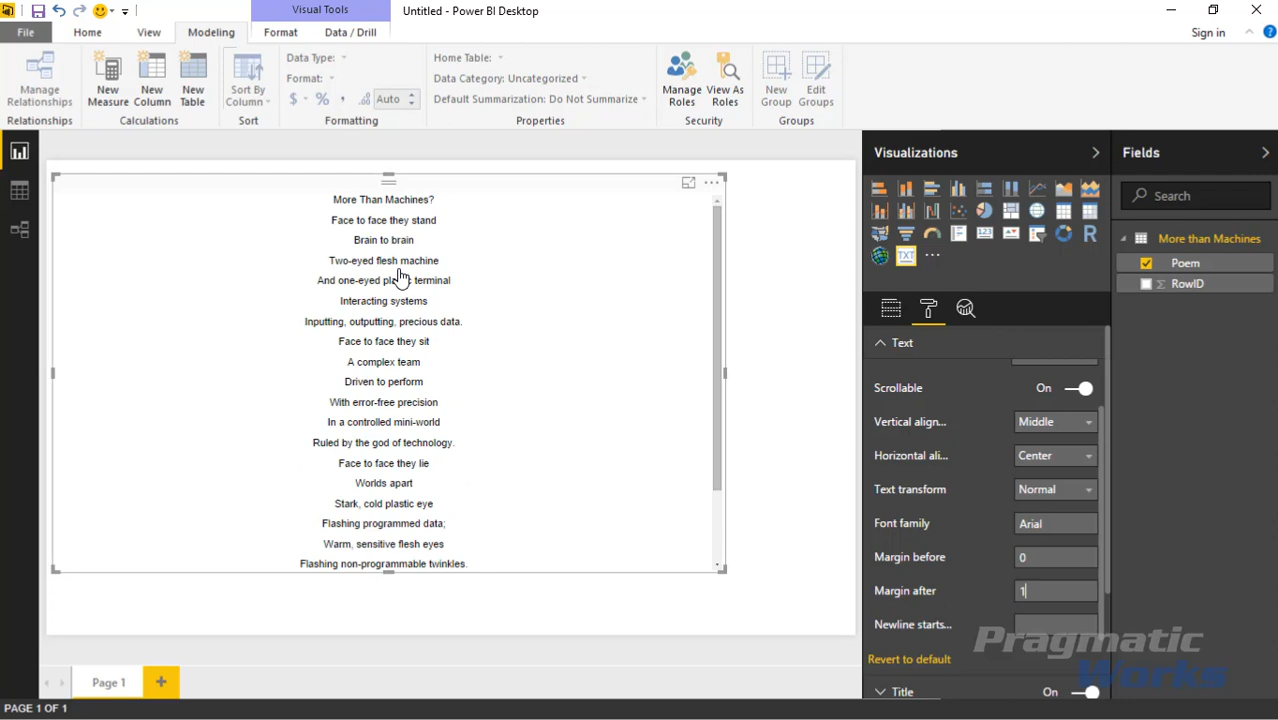 Visual Tools
Untitled - Power BI Desktop
File
Home
View
Modeling
Format
Data / Drill
Sign in
Manage
Relationships
New
Measure
New
Column
New
Table
Sort By
Column
Data Type:
Format:
$ % , .00 Auto
Home Table:
Data Category: Uncategorized
Default Summarization: Do Not Summarize
Manage
Roles
View As
Roles
New
Group
Edit
Groups
Relationships
Calculations
Sort
Formatting
Properties
Security
Groups
More Than Machines?
Face to face they stand
Brain to brain
Two-eyed flesh machine
And one-eyed plastic terminal
Interacting systems
Inputting, outputting, precious data.
Face to face they sit
A complex team
Driven to perform
With error-free precision
In a controlled mini-world
Ruled by the god of technology.
Face to face they lie
Worlds apart
Stark, cold plastic eye
Flashing programmed data;
Warm, sensitive flesh eyes
Flashing non-programmable twinkles.
Visualizations
R
TXT
...
Text
Scrollable On
Vertical align... Middle
Horizontal ali... Center
Text transform Normal
Font family Arial
Margin before 0
Margin after 1
Newline starts...
Revert to default
Title On
Fields
Search
More than Machines
Poem
Σ RowID
Pragmatic
Works
Page 1
PAGE 1 OF 1